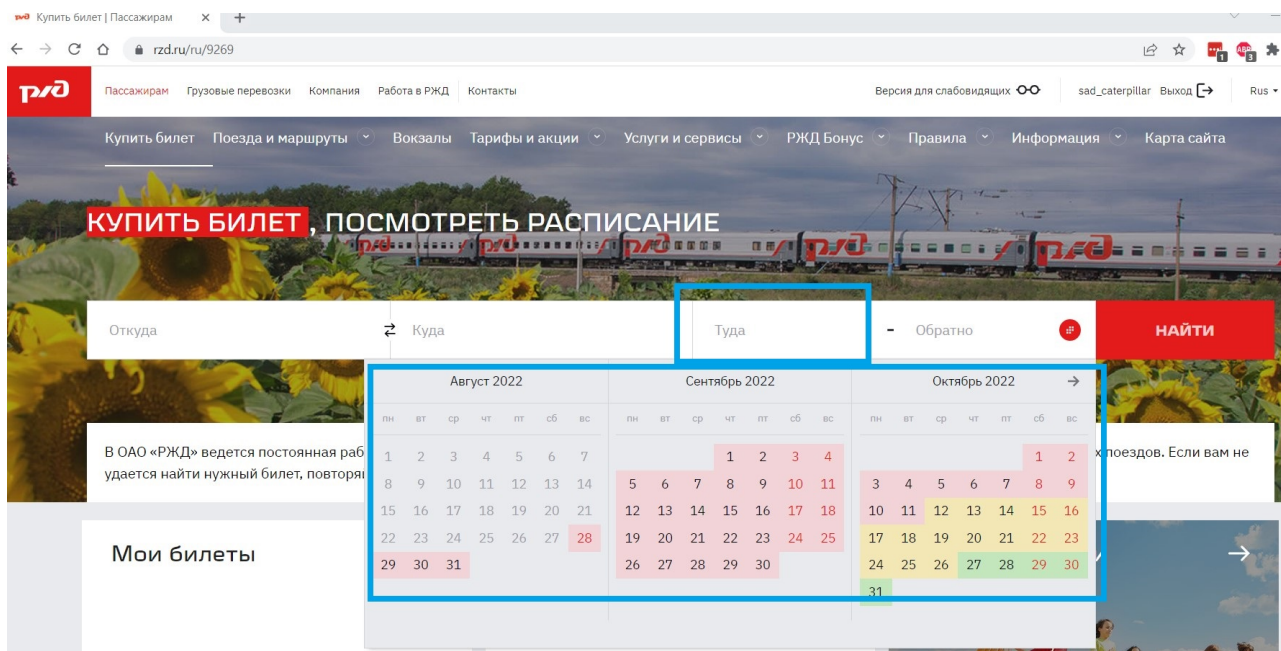 Купить билет | Пассажирам × +
rzd.ru/ru/9269 1 ABP 3
ржд Пассажирам Грузовые перевозки Компания Работа в РЖД Контакты Версия для слабовидящих sad_caterpillar Выход Rus
Купить билет Поезда и маршруты Вокзалы Тарифы и акции Услуги и сервисы РЖД Бонус Правила Информация Карта сайта
КУПИТЬ БИЛЕТ , ПОСМОТРЕТЬ РАСПИСАНИЕ
Откуда ⇄ Куда Туда - Обратно НАЙТИ
Август 2022 Сентябрь 2022 Октябрь 2022 →
пн вт ср чт пт сб вс пн вт ср чт пт сб вс пн вт ср чт пт сб вс
1 2 3 4 5 6 7 1 2 3 4 1 2
8 9 10 11 12 13 14 5 6 7 8 9 10 11 3 4 5 6 7 8 9
15 16 17 18 19 20 21 12 13 14 15 16 17 18 10 11 12 13 14 15 16
22 23 24 25 26 27 28 19 20 21 22 23 24 25 17 18 19 20 21 22 23
29 30 31 26 27 28 29 30 24 25 26 27 28 29 30
31
В ОАО «РЖД» ведется постоянная раб х поездов. Если вам не
удается найти нужный билет, повторя
Мои билеты →